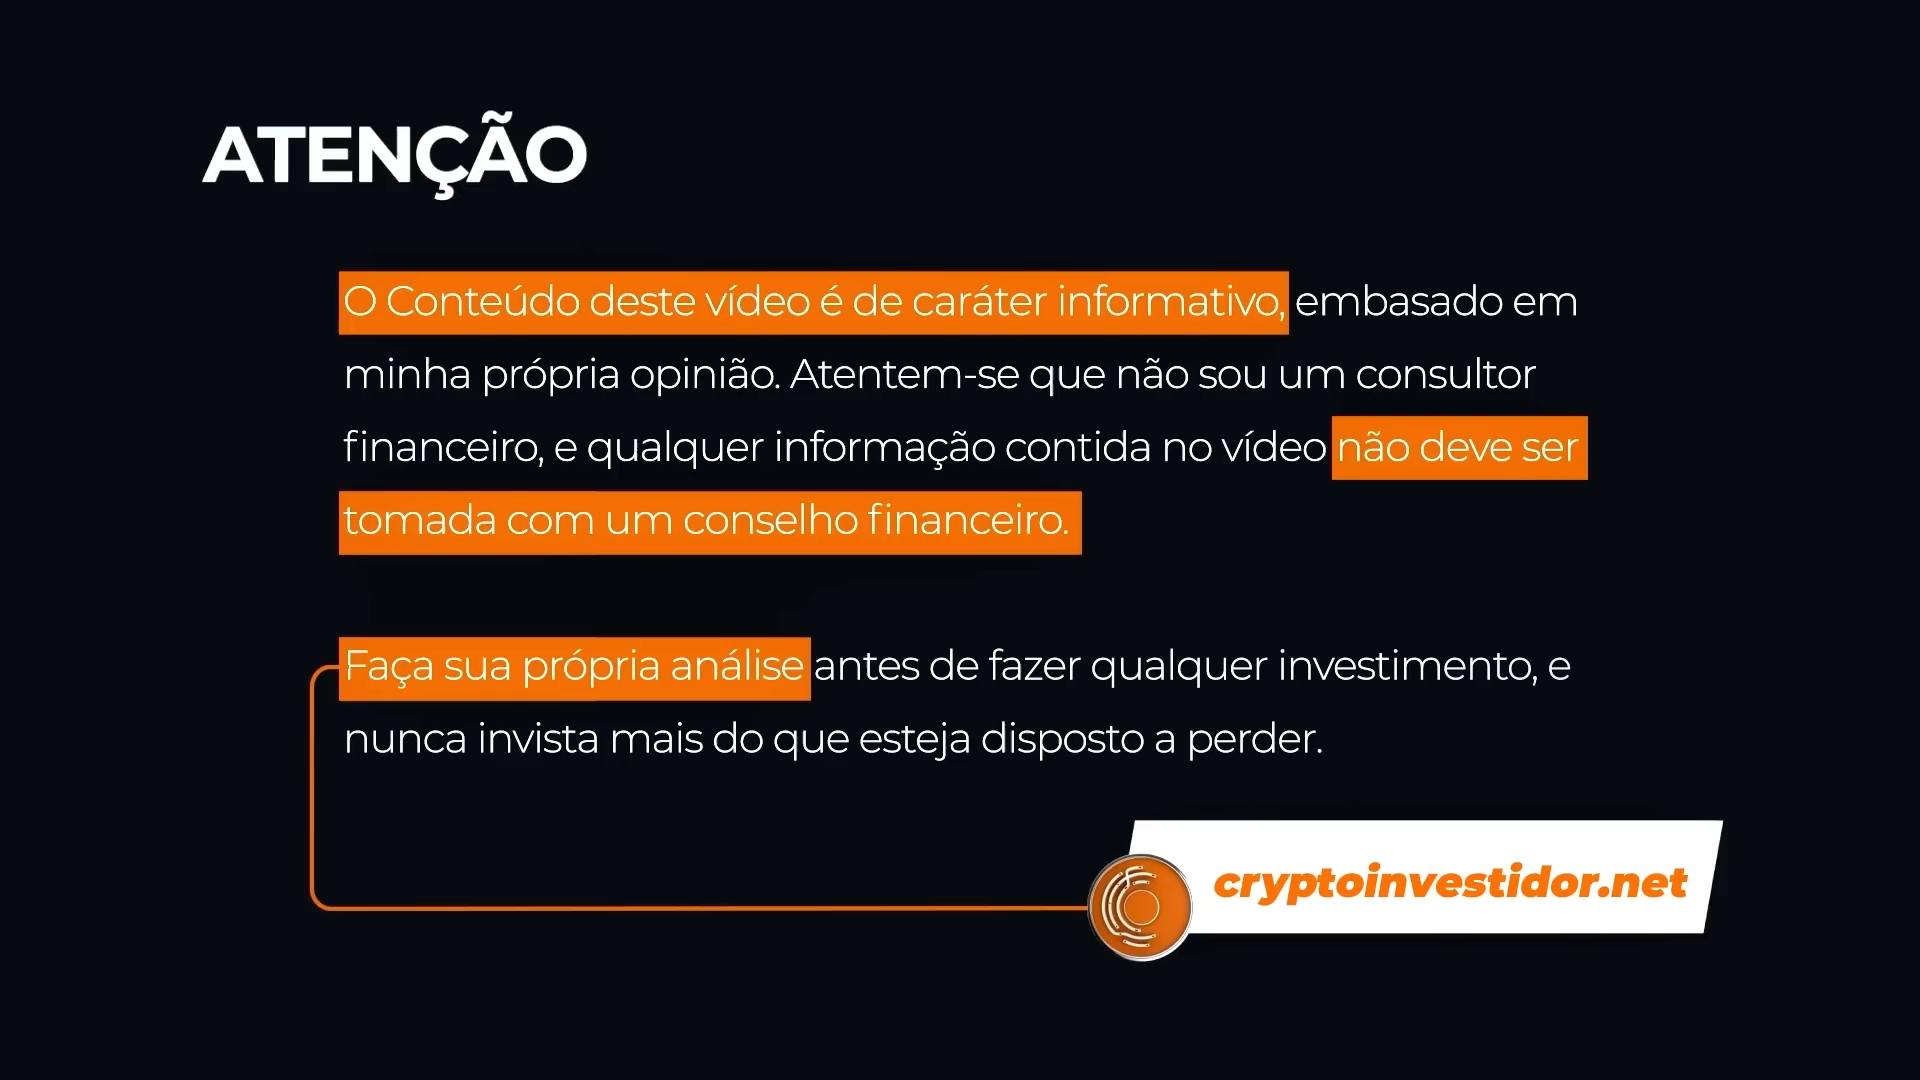 ATENÇÃO
O Conteúdo deste vídeo é de caráter informativo, embasado em
minha própria opinião. Atentem-se que não sou um consultor
financeiro, e qualquer informação contida no vídeo não deve ser
tomada com um conselho financeiro.
Faça sua própria análise antes de fazer qualquer investimento, e
nunca invista mais do que esteja disposto a perder.
cryptoinvestidor.net